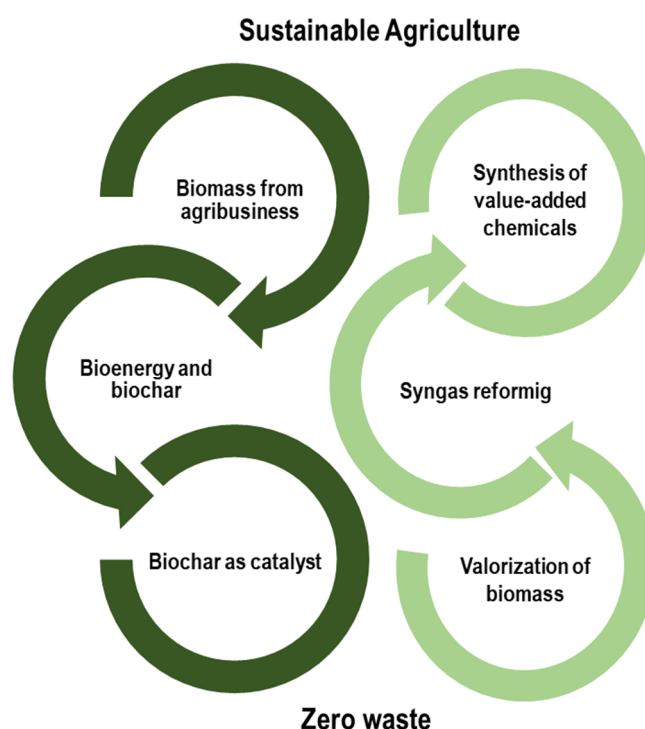 Sustainable Agriculture
Biomass from
agribusiness
Bioenergy and
biochar
Biochar as catalyst
Synthesis of
value-added
chemicals
Syngas reformig
Valorization of
biomass
Zero waste